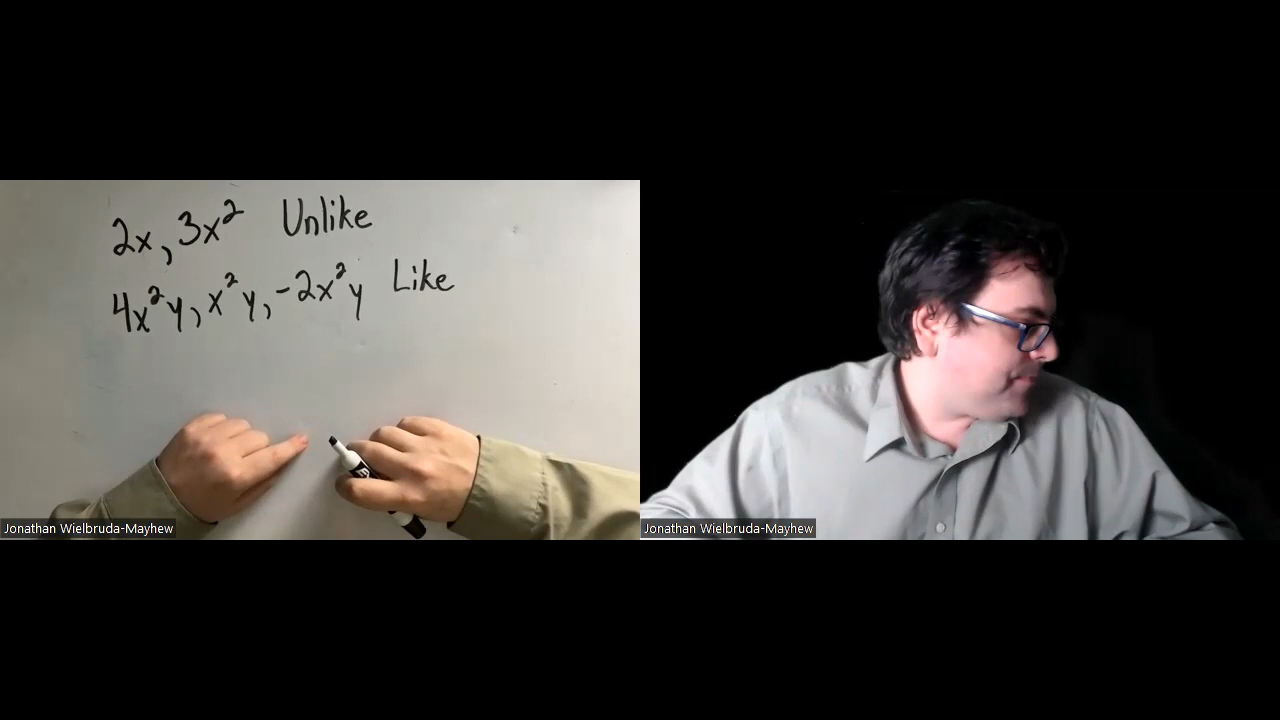 2x, 3x² Unlike
4x²y, x²y, -2x²y Like
Jonathan Wielbruda-Mayhew
Jonathan Wielbruda-Mayhew